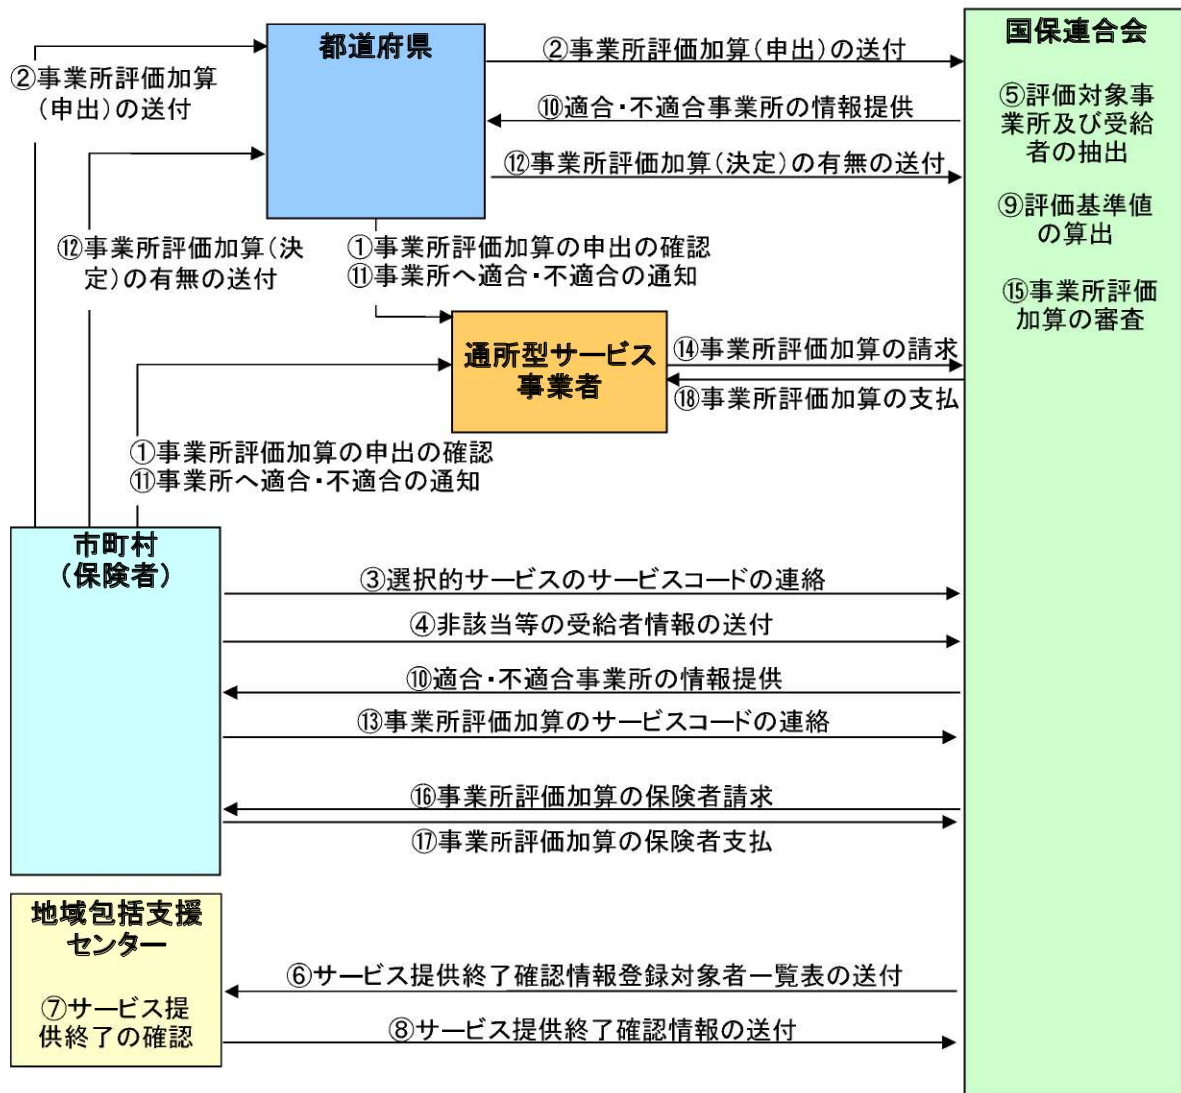 都道府県
国保連合会
②事業所評価加算
(申出)の送付
②事業所評価加算(申出)の送付
⑩適合・不適合事業所の情報提供
⑫事業所評価加算(決定)の有無の送付
⑤評価対象事
業所及び受給
者の抽出
⑨評価基準値
の算出
⑮事業所評価
加算の審査
⑫事業所評価加算(決
定)の有無の送付
①事業所評価加算の申出の確認
⑪事業所へ適合・不適合の通知
通所型サービス
事業者
⑭事業所評価加算の請求
⑱事業所評価加算の支払
①事業所評価加算の申出の確認
⑪事業所へ適合・不適合の通知
市町村
(保険者)
③選択的サービスのサービスコードの連絡
④非該当等の受給者情報の送付
⑩適合・不適合事業所の情報提供
⑬事業所評価加算のサービスコードの連絡
⑯事業所評価加算の保険者請求
⑰事業所評価加算の保険者支払
地域包括支援
センター
⑦サービス提
供終了の確認
⑥サービス提供終了確認情報登録対象者一覧表の送付
⑧サービス提供終了確認情報の送付